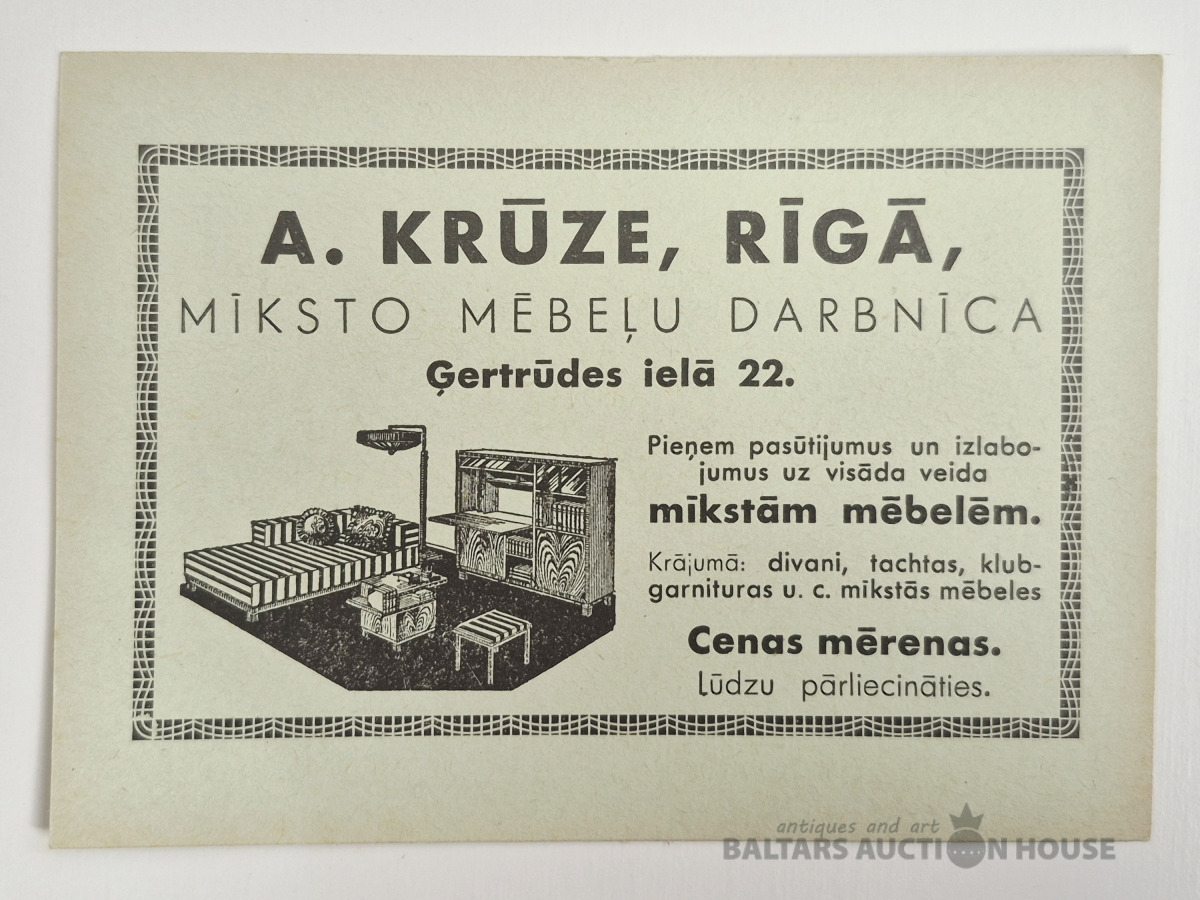 A. KRŪZE, RĪGĀ,
MĪKSTO MĒBEĻU DARBNĪCA
Ģertrūdes ielā 22.
Pieņem pasūtijumus un izlabo-
jumus uz visāda veida
mīkstām mēbelēm.
Krājumā: divani, tachtas, klub-
garnituras u. c. mīkstās mēbeles
Cenas mērenas.
Lūdzu pārliecināties.
antiques and art
BALTARS AUCTION HOUSE